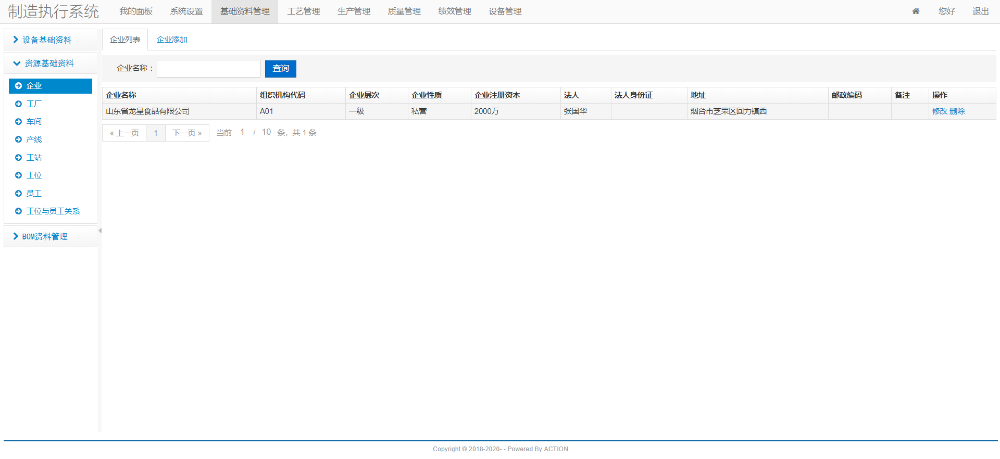 制造执行系统 我的面板 系统设置 基础资料管理 工艺管理 生产管理 质量管理 绩效管理 设备管理 您好 退出
设备基础资料
资源基础资料
企业
工厂
车间
产线
工站
工位
员工
工位与员工关系
BOM资料管理
企业列表 企业添加
企业名称： 查询
企业名称 组织机构代码 企业层次 企业性质 企业注册资本 法人 法人身份证 地址 邮政编码 备注 操作
山东省龙星食品有限公司 A01 一级 私营 2000万 张国华 烟台市芝罘区回力镇西 修改 删除
« 上一页 1 下一页 » 当前 1 / 10 条，共 1 条
Copyright © 2018-2020- - Powered By ACTION